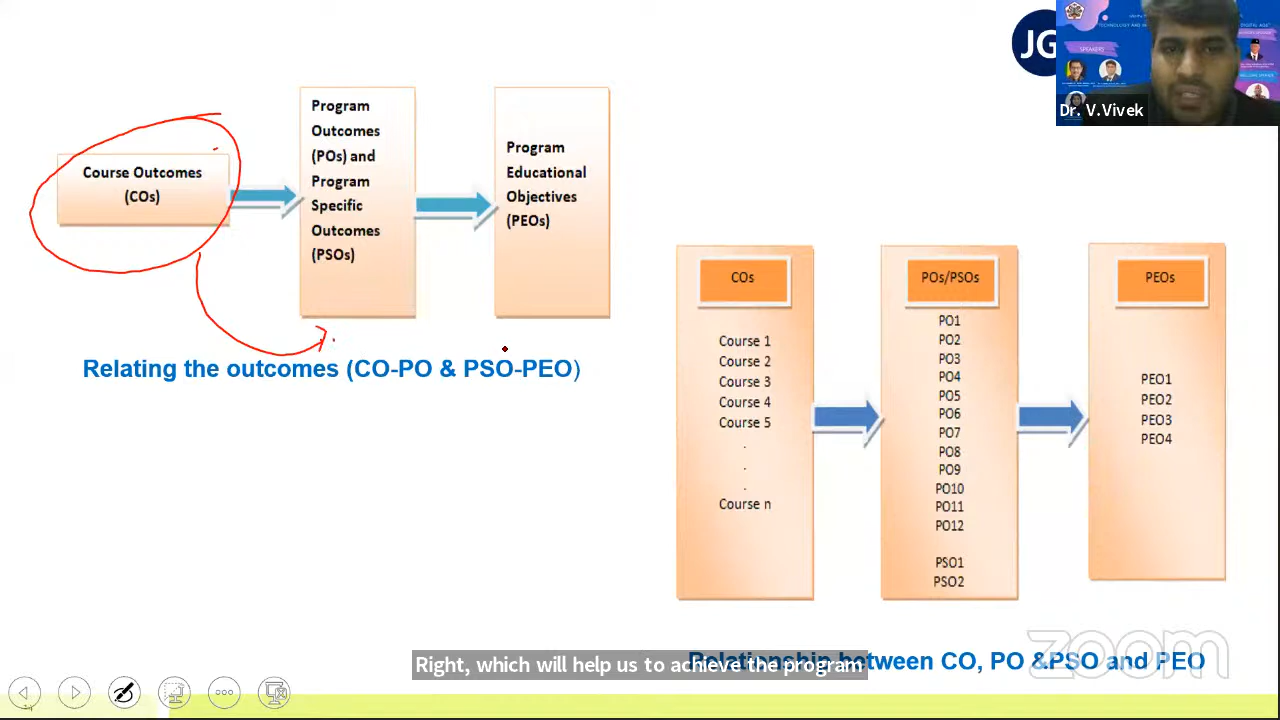 JG
SPEAKERS
Dr. V.Vivek
Course Outcomes
(COs)
Program
Outcomes
(POs) and
Program
Specific
Outcomes
(PSOs)
Program
Educational
Objectives
(PEOs)
Relating the outcomes (CO-PO & PSO-PEO)
COs
Course 1
Course 2
Course 3
Course 4
Course 5
.
.
.
Course n
POs/PSOs
PO1
PO2
PO3
PO4
PO5
PO6
PO7
PO8
PO9
PO10
PO11
PO12
PSO1
PSO2
PEOs
PEO1
PEO2
PEO3
PEO4
Relationship between CO, PO &PSO and PEO
Right, which will help us to achieve the program
zoom